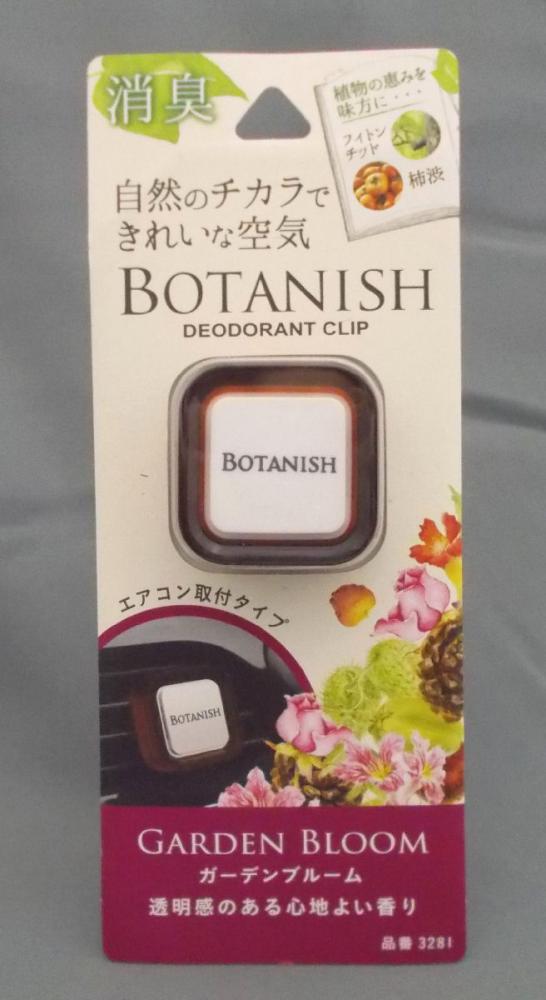 消臭
植物の恵みを
味方に・・・
フィトン
チッド
柿渋
自然のチカラで
きれいな空気
BOTANISH
DEODORANT CLIP
BOTANISH
エアコン取付タイプ
BOTANISH
GARDEN BLOOM
ガーデンブルーム
透明感のある心地よい香り
品番 3281